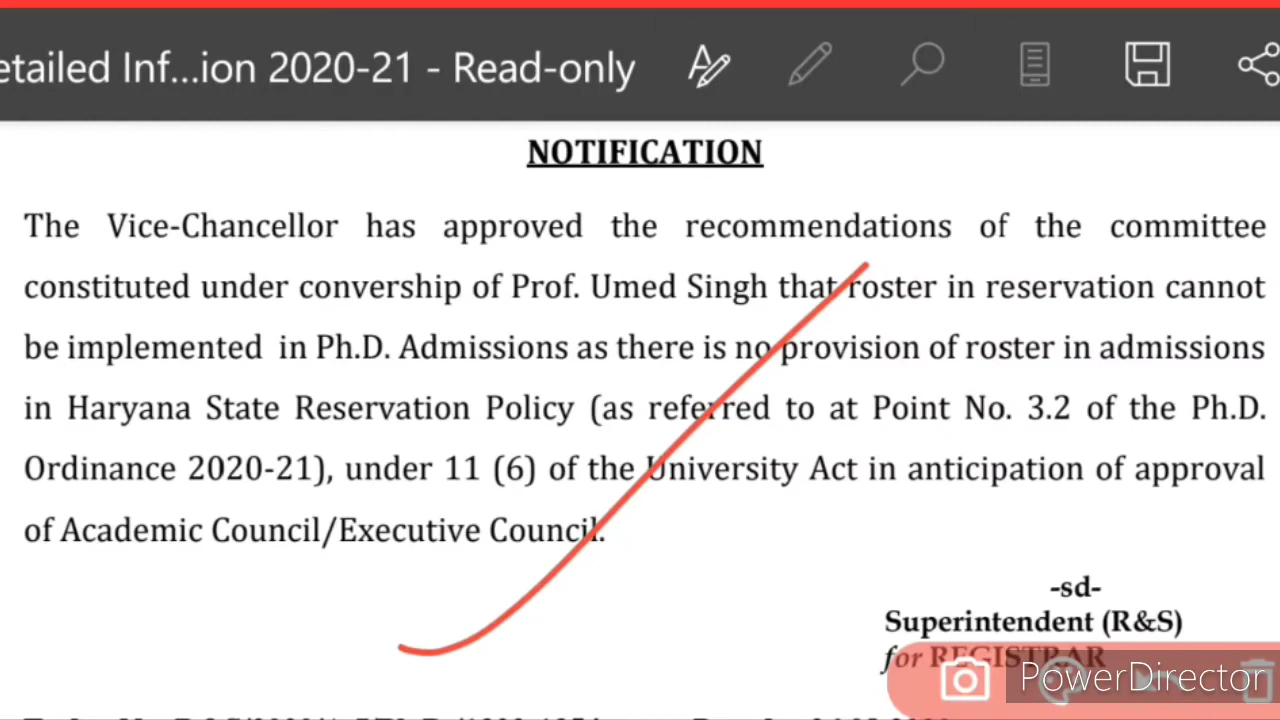 etailed Inf...ion 2020-21 - Read-only
NOTIFICATION
The Vice-Chancellor has approved the recommendations of the committee
constituted under convership of Prof. Umed Singh that roster in reservation cannot
be implemented in Ph.D. Admissions as there is no provision of roster in admissions
in Haryana State Reservation Policy (as referred to at Point No. 3.2 of the Ph.D.
Ordinance 2020-21), under 11 (6) of the University Act in anticipation of approval
of Academic Council/Executive Council.
-sd-
Superintendent (R&S)
for REGISTRAR
PowerDirector